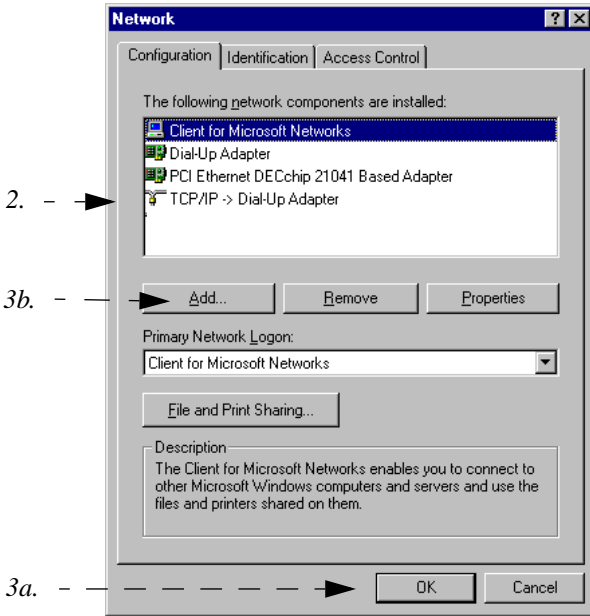 Network
Configuration Identification Access Control
The following network components are installed:
Client for Microsoft Networks
Dial-Up Adapter
PCI Ethernet DECchip 21041 Based Adapter
2. TCP/IP -> Dial-Up Adapter
3b. Add... Remove Properties
Primary Network Logon:
Client for Microsoft Networks
File and Print Sharing...
Description
The Client for Microsoft Networks enables you to connect to
other Microsoft Windows computers and servers and use the
files and printers shared on them.
3a. OK Cancel